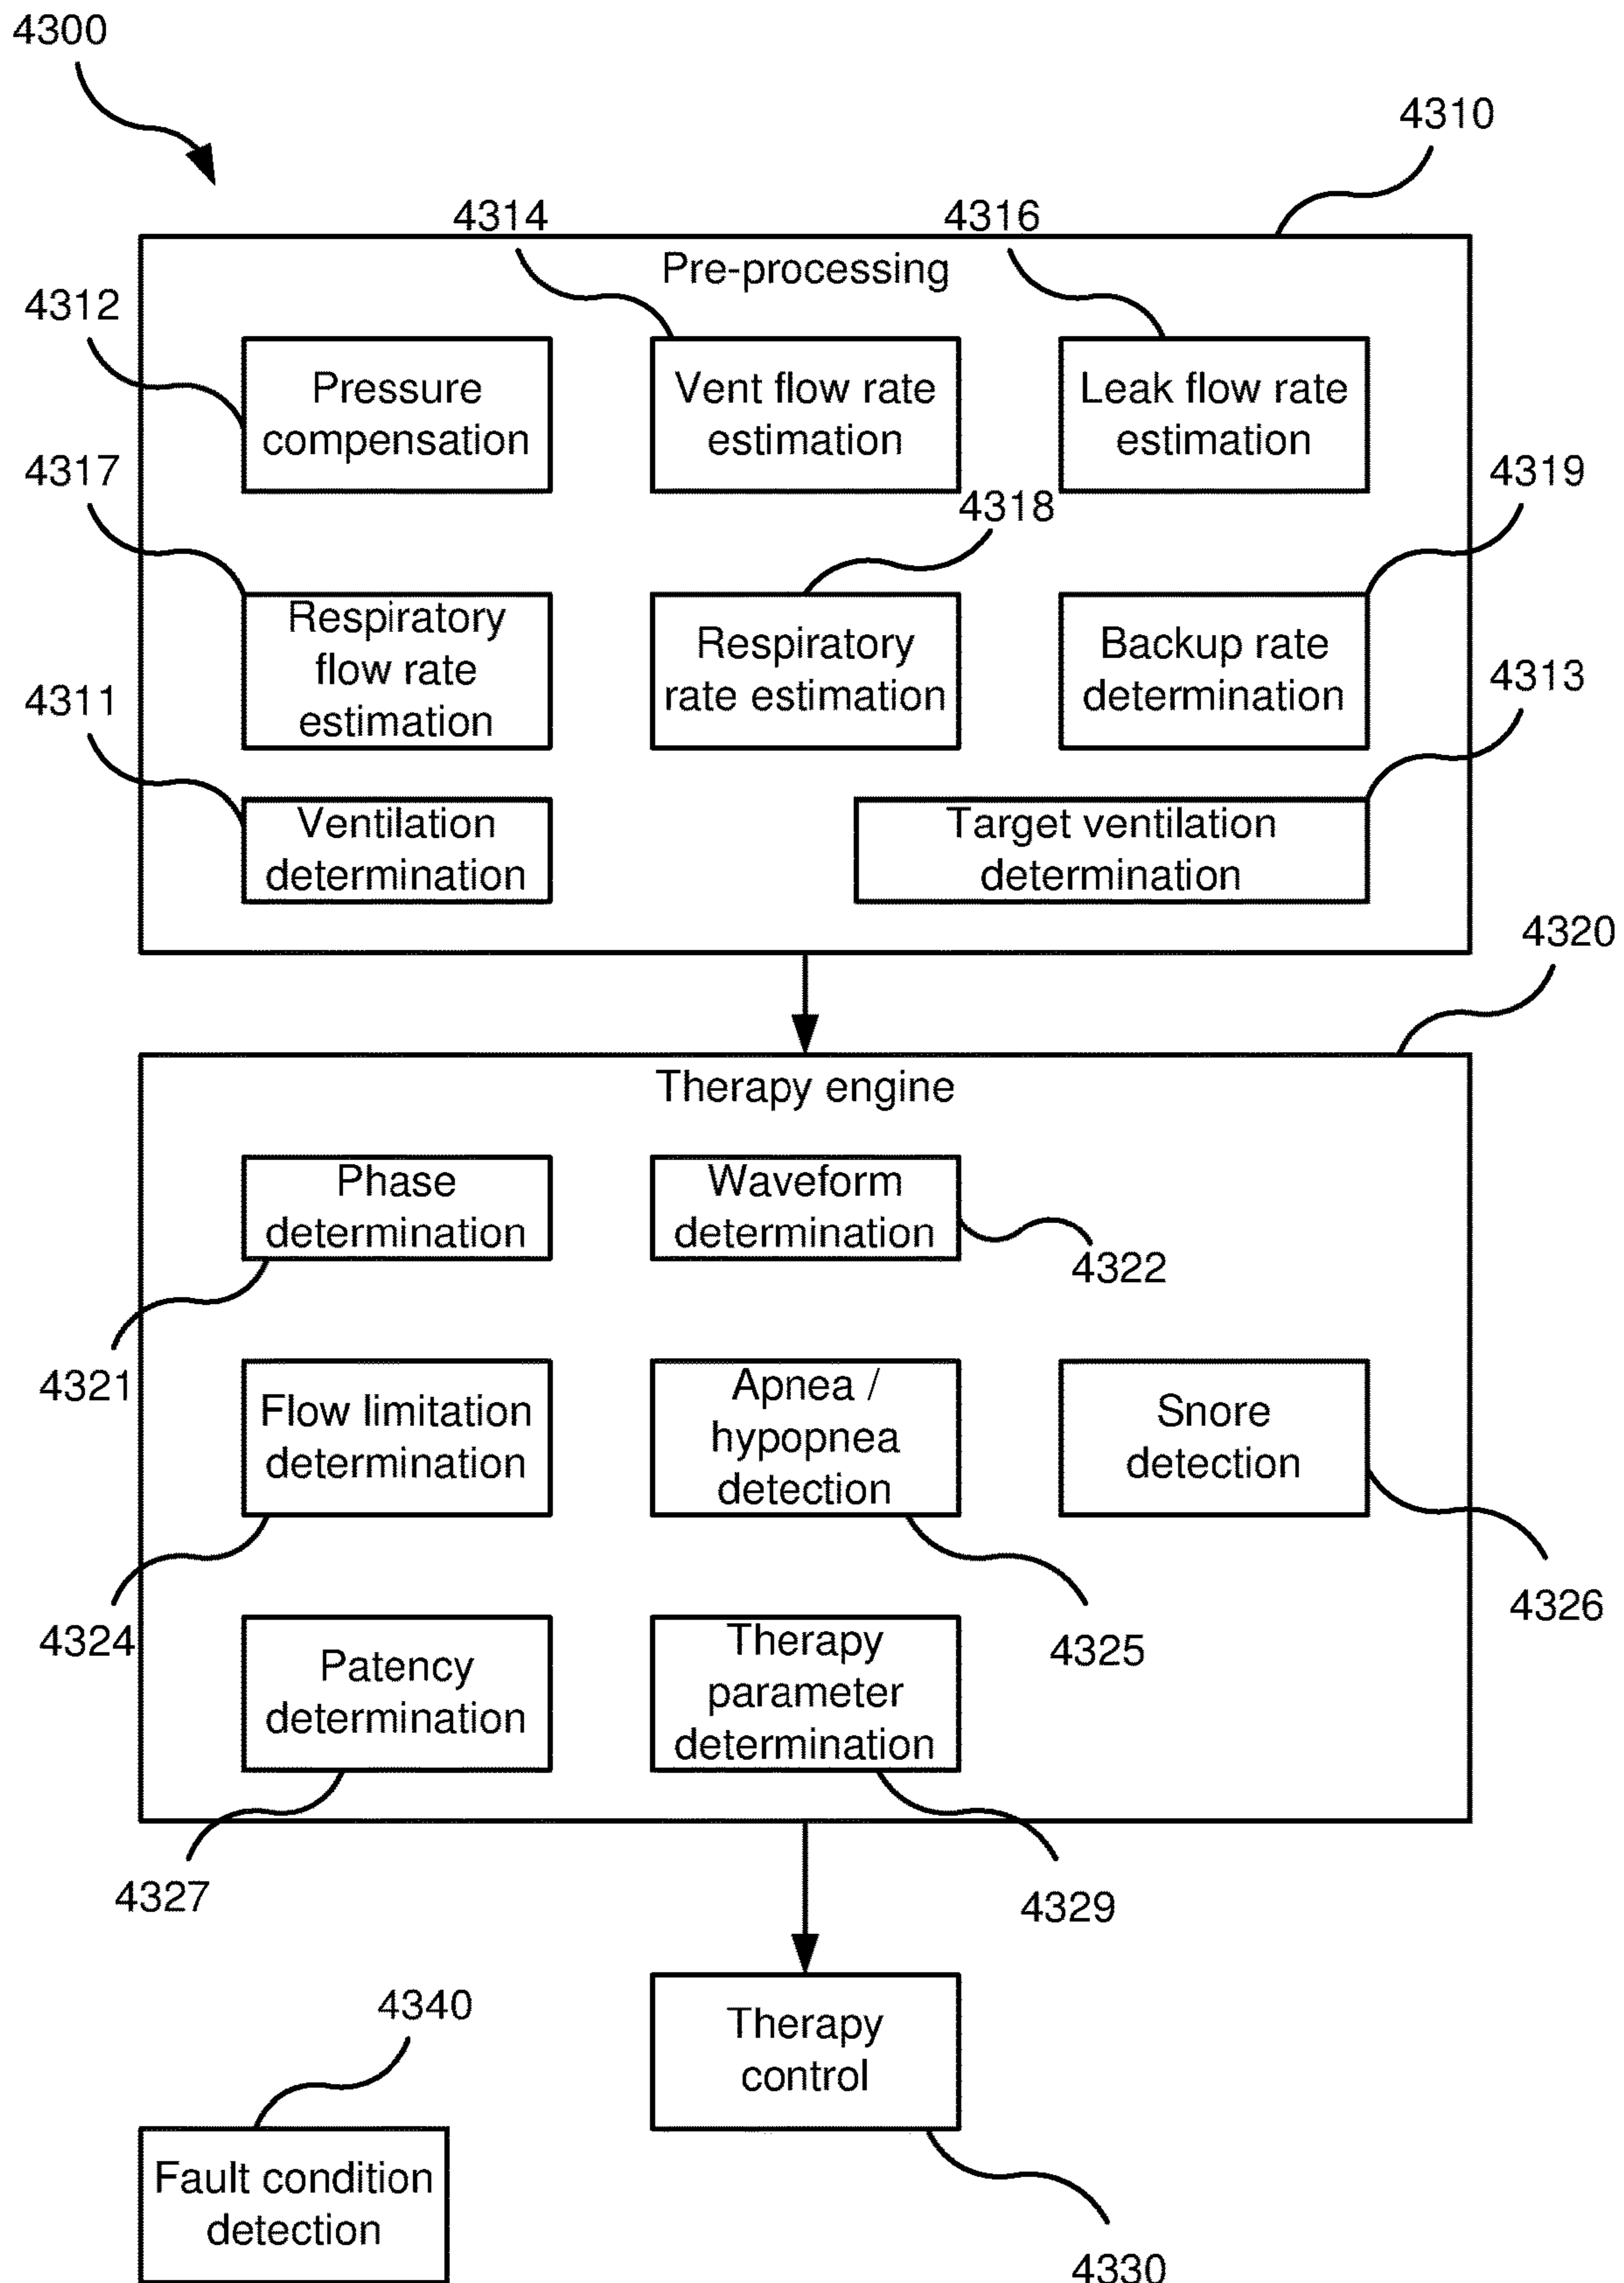 4300
4310
4314
4316
Pre-processing
4312
Pressure
compensation
Vent flow rate
estimation
Leak flow rate
estimation
4317
4318
4319
Respiratory
flow rate
estimation
Respiratory
rate estimation
Backup rate
determination
4311
4313
Ventilation
determination
Target ventilation
determination
4320
Therapy engine
Phase
determination
Waveform
determination
4322
4321
Flow limitation
determination
Apnea /
hypopnea
detection
Snore
detection
4324
4325
4326
Patency
determination
Therapy
parameter
determination
4327
4329
4340
Therapy
control
Fault condition
detection
4330